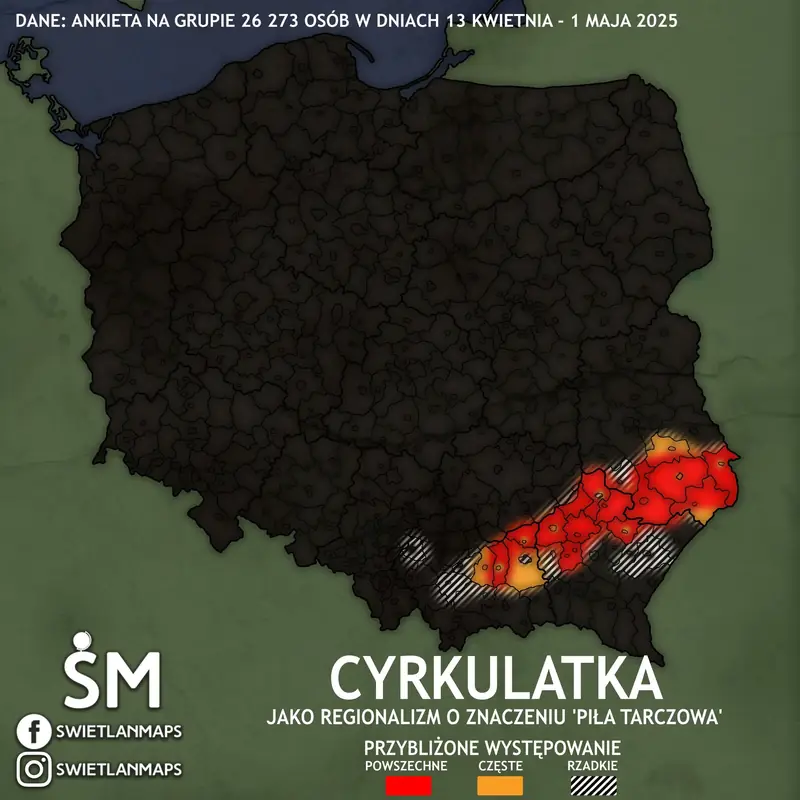 DANE: ANKIETA NA GRUPIE 26 273 OSÓB W DNIACH 13 KWIETNIA - 1 MAJA 2025
ŚM
SWIETLANMAPS
SWIETLANMAPS
CYRKULATKA
JAKO REGIONALIZM O ZNACZENIU 'PIŁA TARCZOWA'
PRZYBLIŻONE WYSTĘPOWANIE
POWSZECHNE CZĘSTE RZADKIE